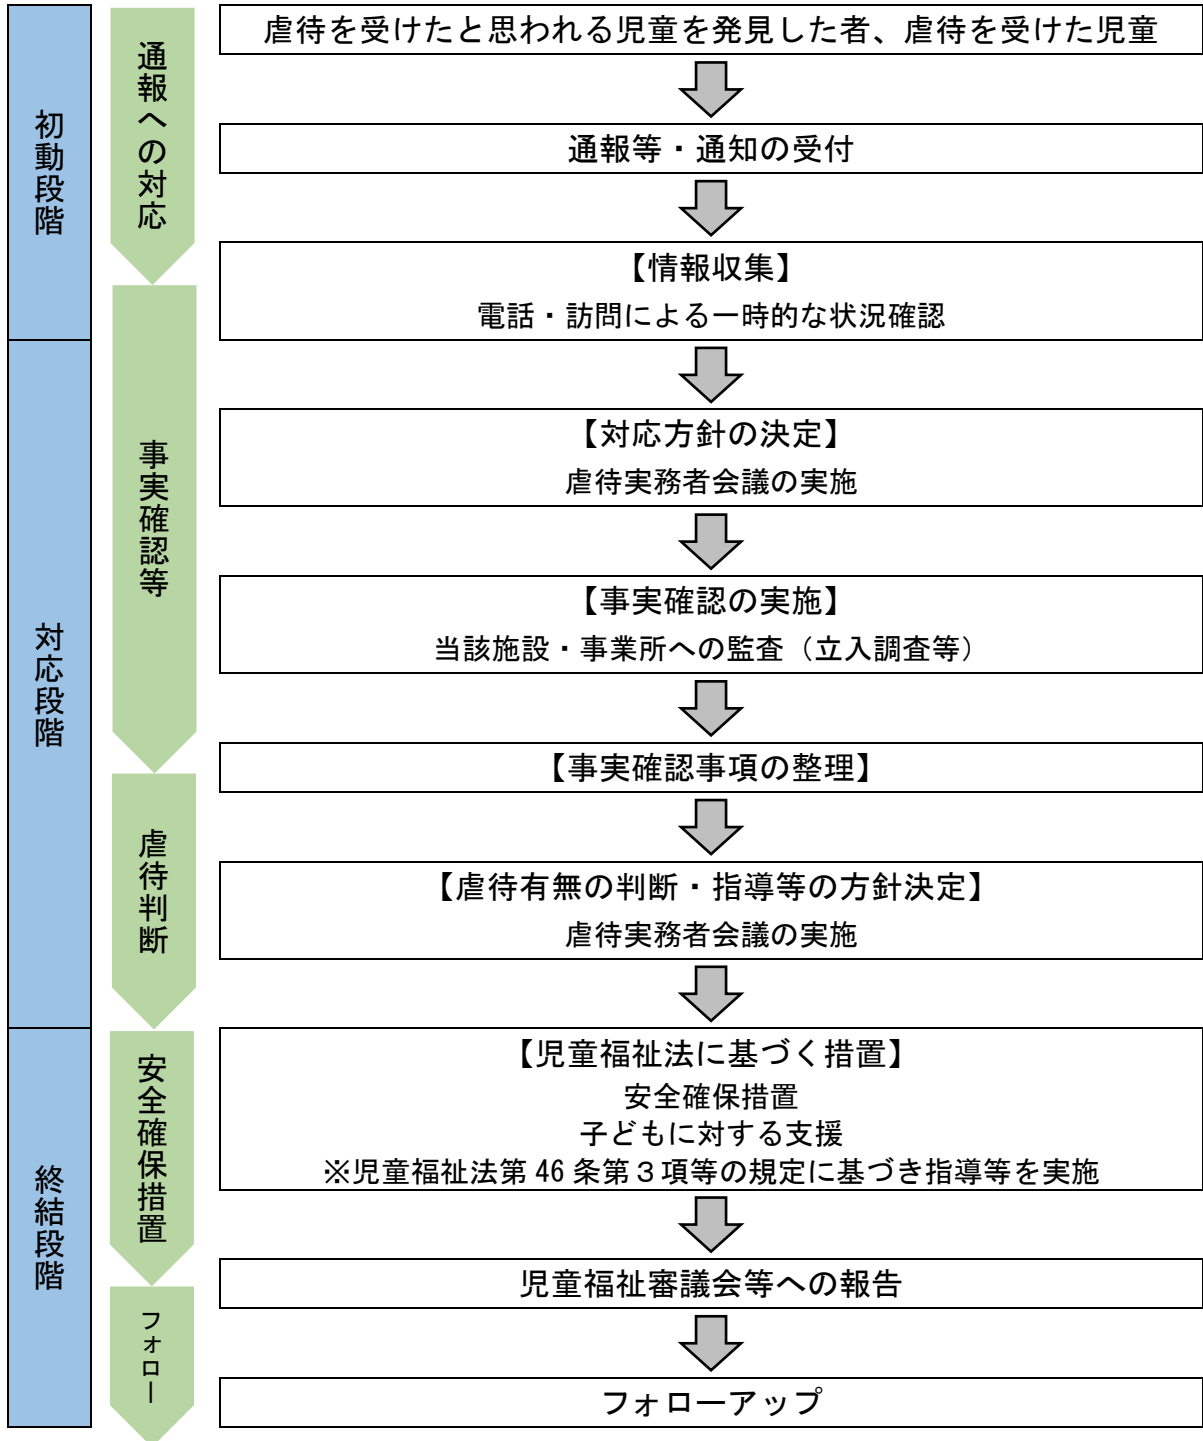 初動段階
通報への対応
虐待を受けたと思われる児童を発見した者、虐待を受けた児童
通報等・通知の受付
【情報収集】
電話・訪問による一時的な状況確認
対応段階
事実確認等
【対応方針の決定】
虐待実務者会議の実施
【事実確認の実施】
当該施設・事業所への監査（立入調査等）
【事実確認事項の整理】
虐待判断
【虐待有無の判断・指導等の方針決定】
虐待実務者会議の実施
終結段階
安全確保措置
【児童福祉法に基づく措置】
安全確保措置
子どもに対する支援
※児童福祉法第 46 条第３項等の規定に基づき指導等を実施
児童福祉審議会等への報告
フォロー
フォローアップ